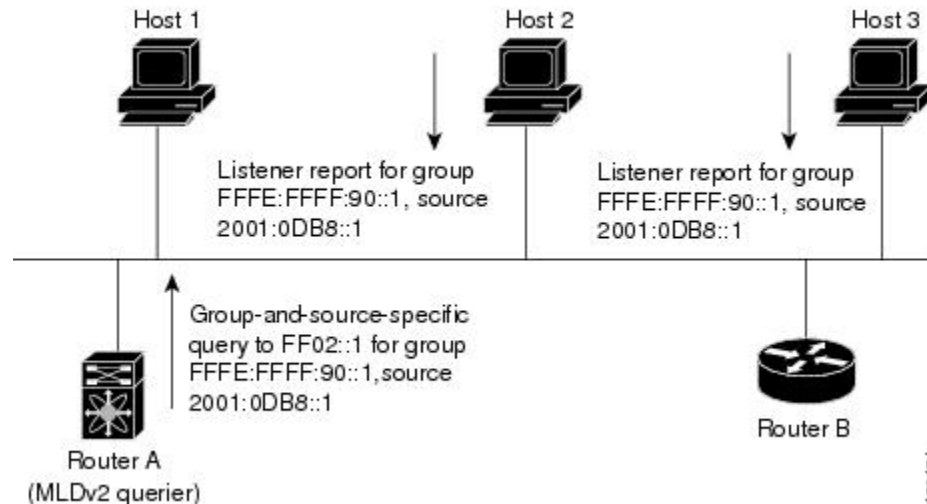 Host 1
Host 2
Host 3
Listener report for group
FFFE:FFFF:90::1, source
2001:0DB8::1
Listener report for group
FFFE:FFFF:90::1, source
2001:0DB8::1
Group-and-source-specific
query to FF02::1 for group
FFFE:FFFF:90::1,source
2001:0DB8::1
Router A
(MLDv2 querier)
Router B